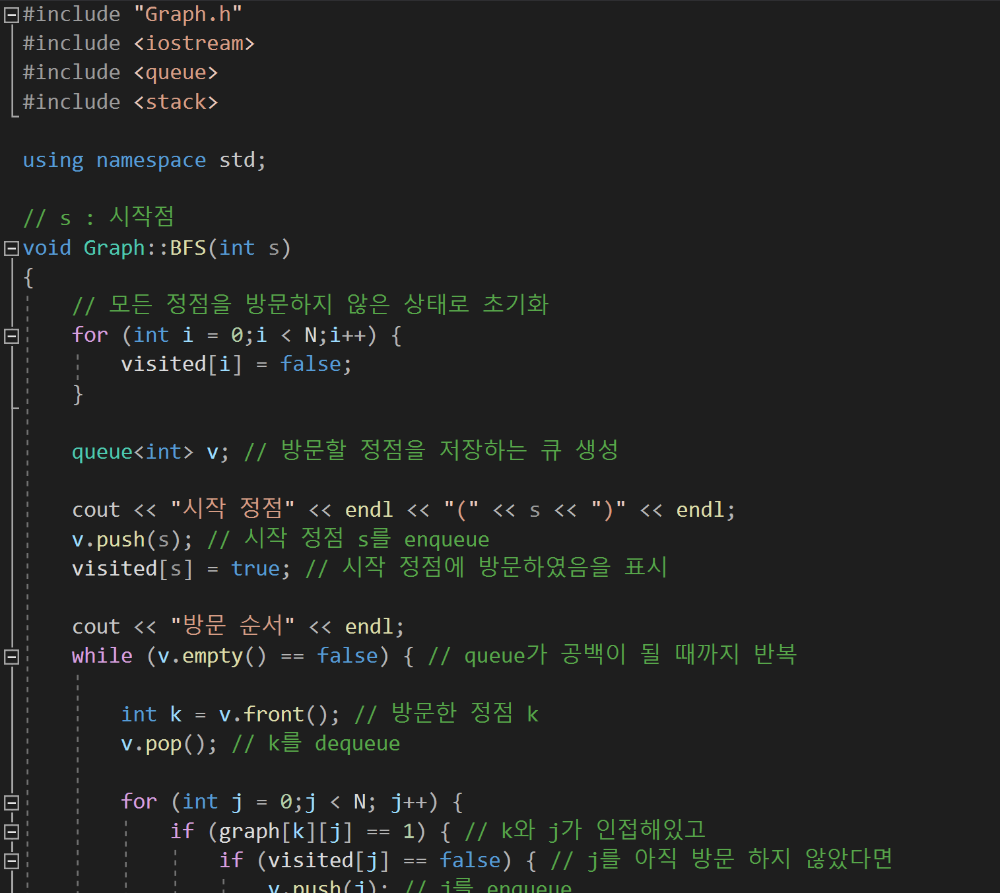 #include "Graph.h"
#include <iostream>
#include <queue>
#include <stack>
using namespace std;
// s : 시작점
void Graph::BFS(int s)
{
// 모든 정점을 방문하지 않은 상태로 초기화
for (int i = 0;i < N;i++) {
visited[i] = false;
}
queue<int> v; // 방문할 정점을 저장하는 큐 생성
cout << "시작 정점" << endl << "(" << s << ")" << endl;
v.push(s); // 시작 정점 s를 enqueue
visited[s] = true; // 시작 정점에 방문하였음을 표시
cout << "방문 순서" << endl;
while (v.empty() == false) { // queue가 공백이 될 때까지 반복
int k = v.front(); // 방문한 정점 k
v.pop(); // k를 dequeue
for (int j = 0;j < N; j++) {
if (graph[k][j] == 1) { // k와 j가 인접해있고
if (visited[j] == false) { // j를 아직 방문 하지 않았다면
v.push(j); // j를 enqueue